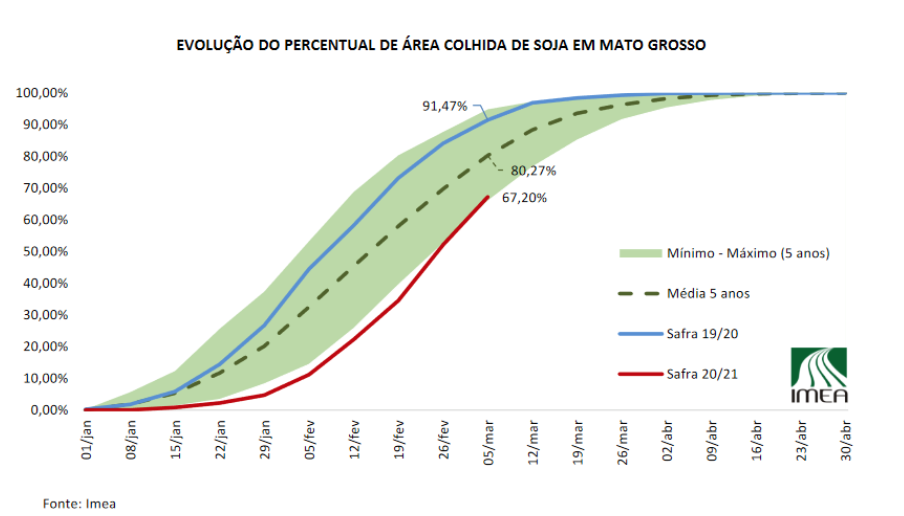 EVOLUÇÃO DO PERCENTUAL DE ÁREA COLHIDA DE SOJA EM MATO GROSSO
100,00%
90,00%
80,00%
70,00%
60,00%
50,00%
40,00%
30,00%
20,00%
10,00%
0,00%
91,47%
80,27%
67,20%
Mínimo - Máximo (5 anos)
Média 5 anos
Safra 19/20
Safra 20/21
IMEA
01/jan
08/jan
15/jan
22/jan
29/jan
05/fev
12/fev
19/fev
26/fev
05/mar
12/mar
19/mar
26/mar
02/abr
09/abr
16/abr
23/abr
30/abr
Fonte: Imea